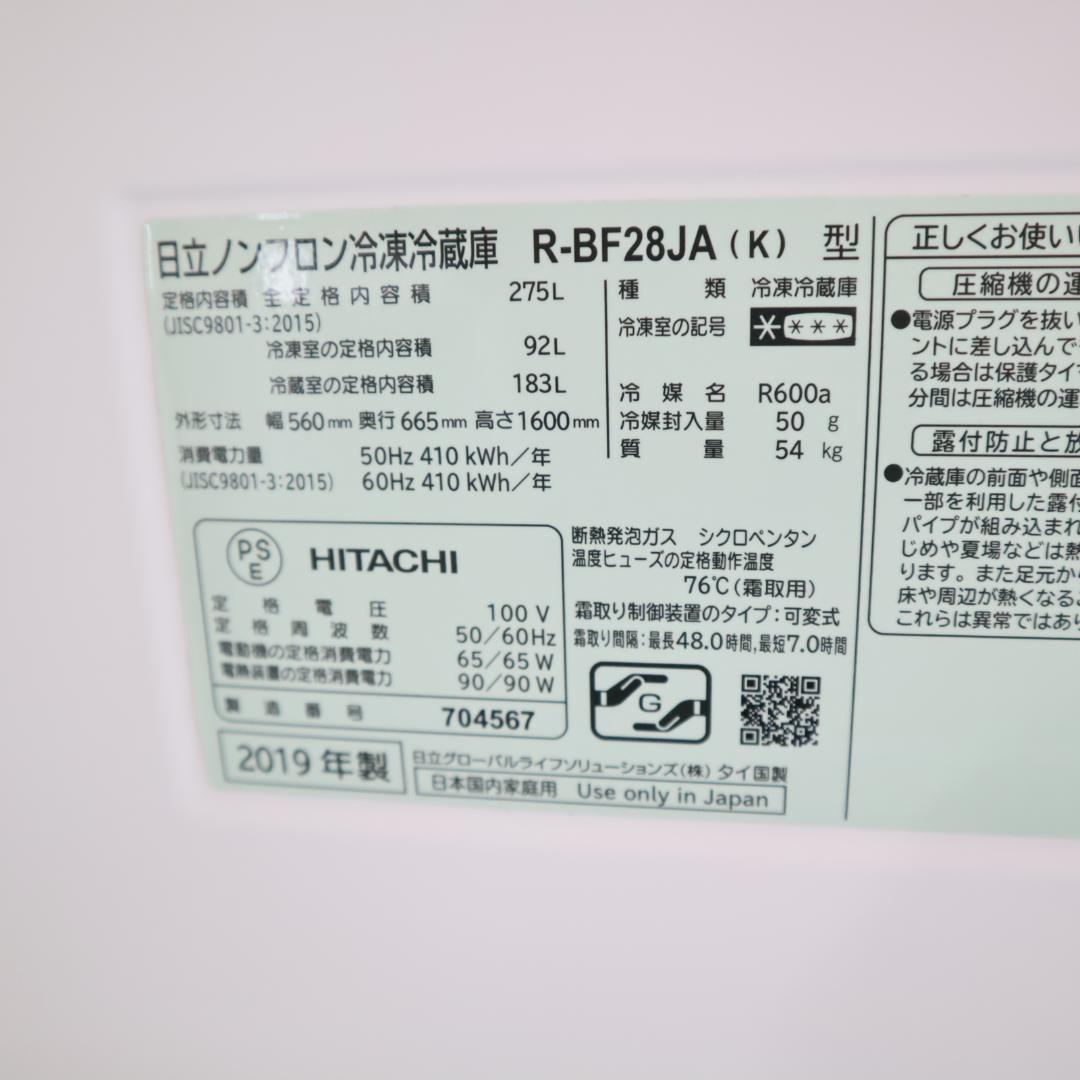 日立ノンフロン冷凍冷蔵庫 R-BF28JA（K） 型
定格内容積 全定格内容積 275L
(JISC9801-3:2015)
冷凍室の定格内容積 92L
冷蔵室の定格内容積 183L
外形寸法 幅560mm 奥行665mm 高さ1600mm
消費電力量 50Hz 410 kWh／年
(JISC9801-3:2015) 60Hz 410 kWh／年
種類 冷凍冷蔵庫
冷凍室の記号
冷媒名 R600a
冷媒封入量 50 g
質量 54 kg
PSE HITACHI
定格電圧 100 V
定格周波数 50/60Hz
電動機の定格消費電力 65/65 W
電熱装置の定格消費電力 90/90 W
製造番号 704567
断熱発泡ガス シクロペンタン
温度ヒューズの定格動作温度
76℃（霜取用）
霜取り制御装置のタイプ：可変式
霜取り間隔：最長48.0時間,最短7.0時間
G
2019年製
日立グローバルライフソリューションズ（株）タイ国製
日本国内家庭用 Use only in Japan
正しくお使い
圧縮機の運
●電源プラグを抜い
ントに差し込んで
る場合は保護タイ
分間は圧縮機の運
露付防止と放
●冷蔵庫の前面や側面
一部を利用した露付
パイプが組み込まれ
じめや夏場などは熱
ります。また足元か
床や周辺が熱くなる
これらは異常ではあ